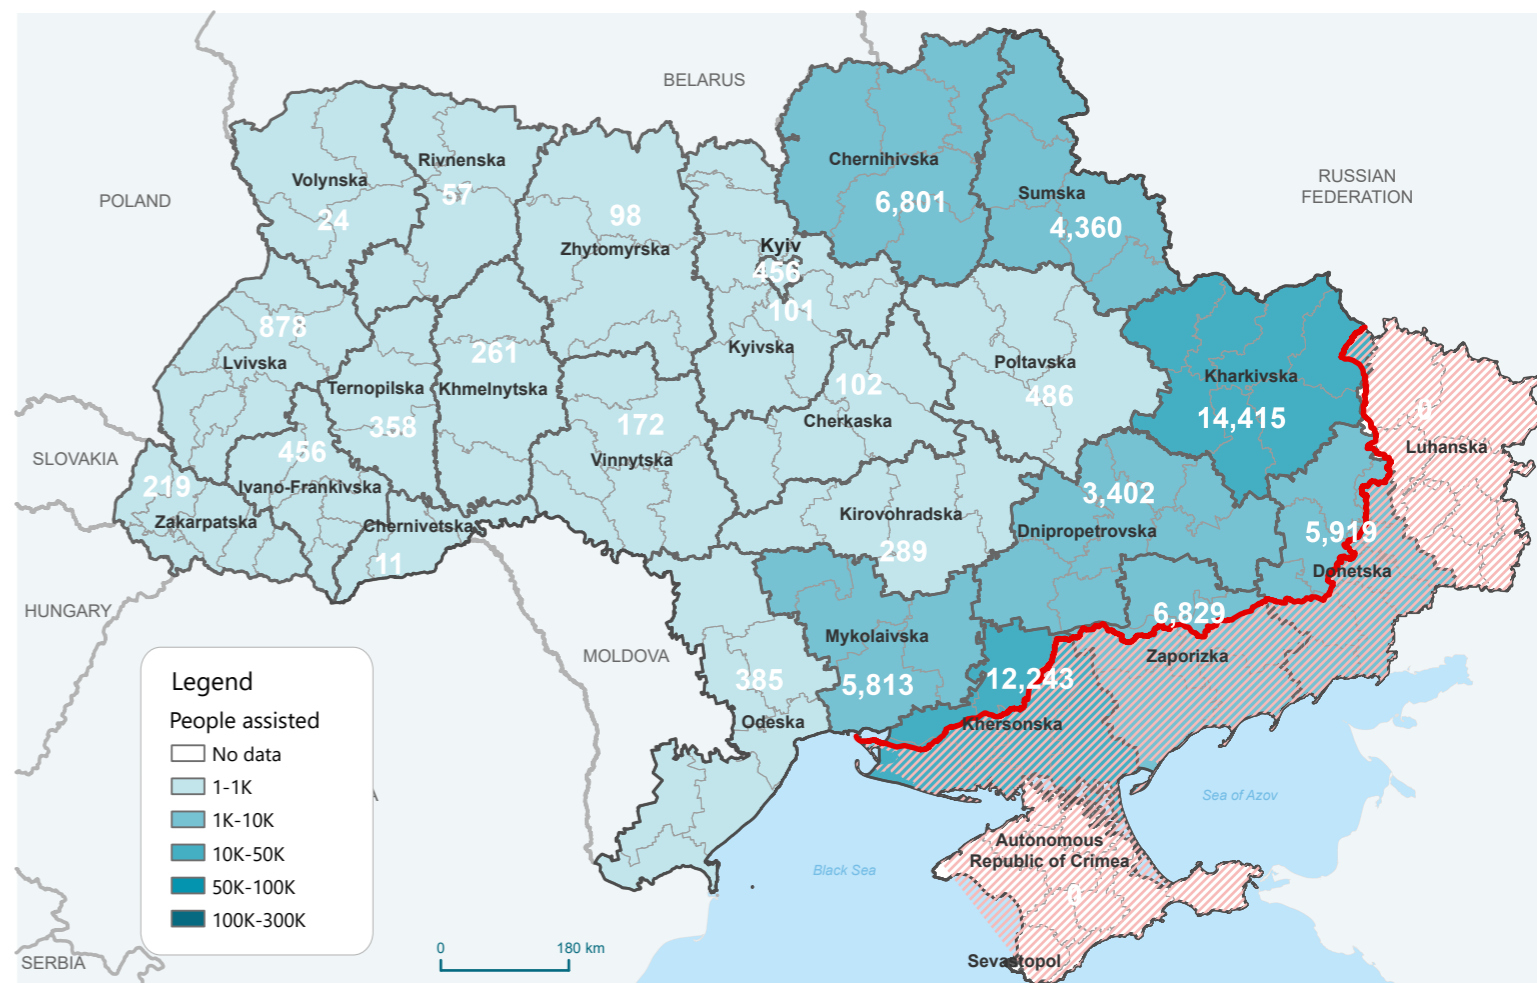 BELARUS
POLAND
RUSSIAN
FEDERATION
SLOVAKIA
HUNGARY
MOLDOVA
SERBIA
Volynska
24
Rivnenska
57
98
Zhytomyrska
Kyiv
456
101
Kyivska
Chernihivska
6,801
Sumska
4,360
878
Lvivska
Ternopilska
358
261
Khmelnytska
172
Vinnytska
102
Cherkaska
Poltavska
486
Kharkivska
14,415
0
Luhanska
219
Zakarpatska
456
Ivano-Frankivska
Chernivetska
11
Kirovohradska
289
3,402
Dnipropetrovska
5,919
Donetska
6,829
Zaporizka
Mykolaivska
5,813
12,243
Khersonska
385
Odeska
Autonomous
Republic of Crimea
0
Sevastopol
Black Sea
Sea of Azov
Legend
People assisted
No data
1-1K
1K-10K
10K-50K
50K-100K
100K-300K
0 180 km